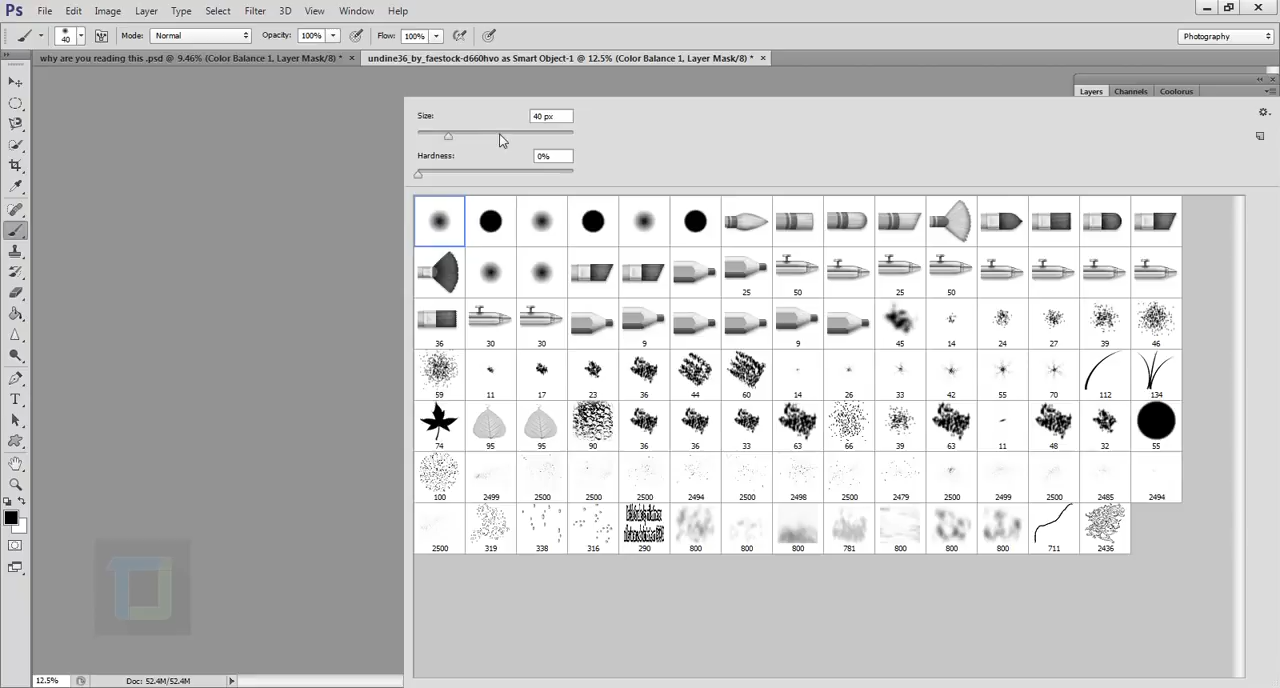 Ps File Edit Image Layer Type Select Filter 3D View Window Help
40 Mode: Normal Opacity: 100% Flow: 100% Photography
why are you reading this .psd @ 9.46% (Color Balance 1, Layer Mask/8) * × undine36_by_faestock-d660hvo as Smart Object-1 @ 12.5% (Color Balance 1, Layer Mask/8) * ×
Layers Channels Coolorus
Size: 40 px
Hardness: 0%
25 50 25 50
36 30 30 9 9 45 14 24 27 39 46
59 11 17 23 36 44 60 14 26 33 42 55 70 112 134
74 95 95 90 36 36 33 63 66 39 63 11 48 32 55
100 2499 2500 2500 2500 2494 2500 2498 2500 2479 2500 2499 2500 2485 2494
2500 319 338 316 290 800 800 800 781 800 800 800 711 2436
12.5% Doc: 52.4M/52.4M